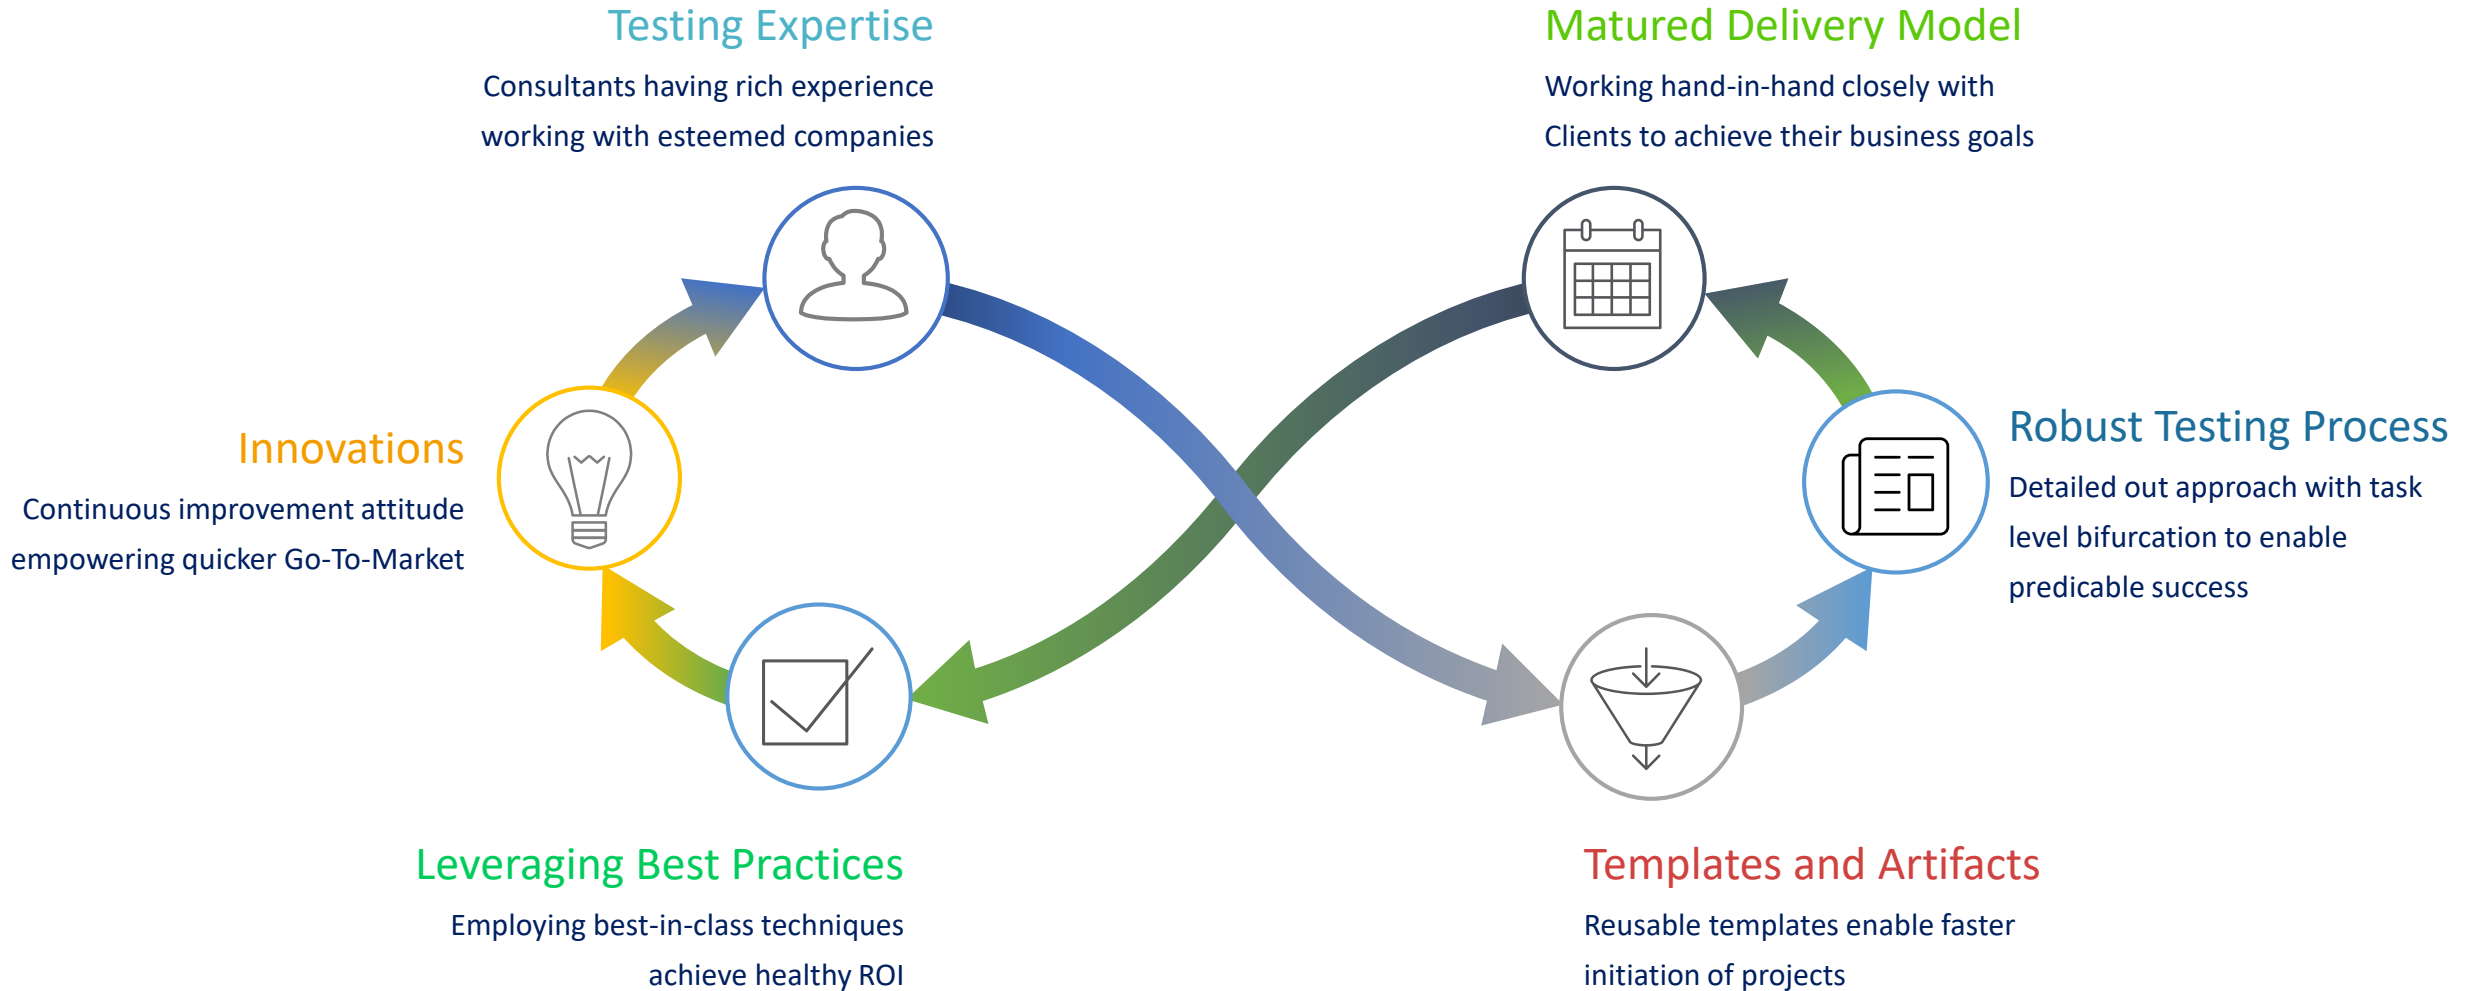 Testing Expertise
Consultants having rich experience
working with esteemed companies
Matured Delivery Model
Working hand-in-hand closely with
Clients to achieve their business goals
Innovations
Continuous improvement attitude
empowering quicker Go-To-Market
Robust Testing Process
Detailed out approach with task
level bifurcation to enable
predicable success
Leveraging Best Practices
Employing best-in-class techniques
achieve healthy ROI
Templates and Artifacts
Reusable templates enable faster
initiation of projects